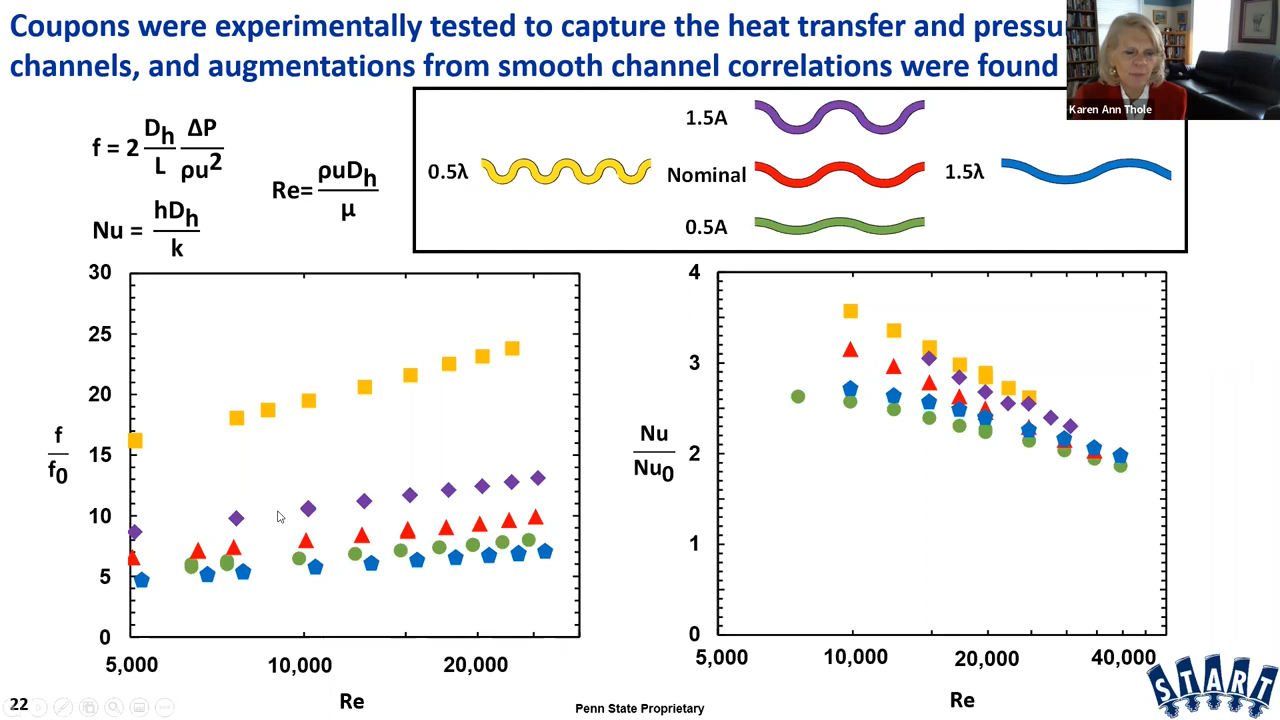 Coupons were experimentally tested to capture the heat transfer and pressu
channels, and augmentations from smooth channel correlations were found
Karen Ann Thole
f = 2 Dh/L ΔP/ρu²
Re= ρuDh/μ
Nu = hDh/k
1.5A
0.5λ
Nominal
1.5λ
0.5A
30
25
20
15
10
5
0
f/f0
5,000
10,000
20,000
Re
4
3
2
1
0
Nu/Nu0
5,000
10,000
20,000
40,000
Re
START
22
Penn State Proprietary